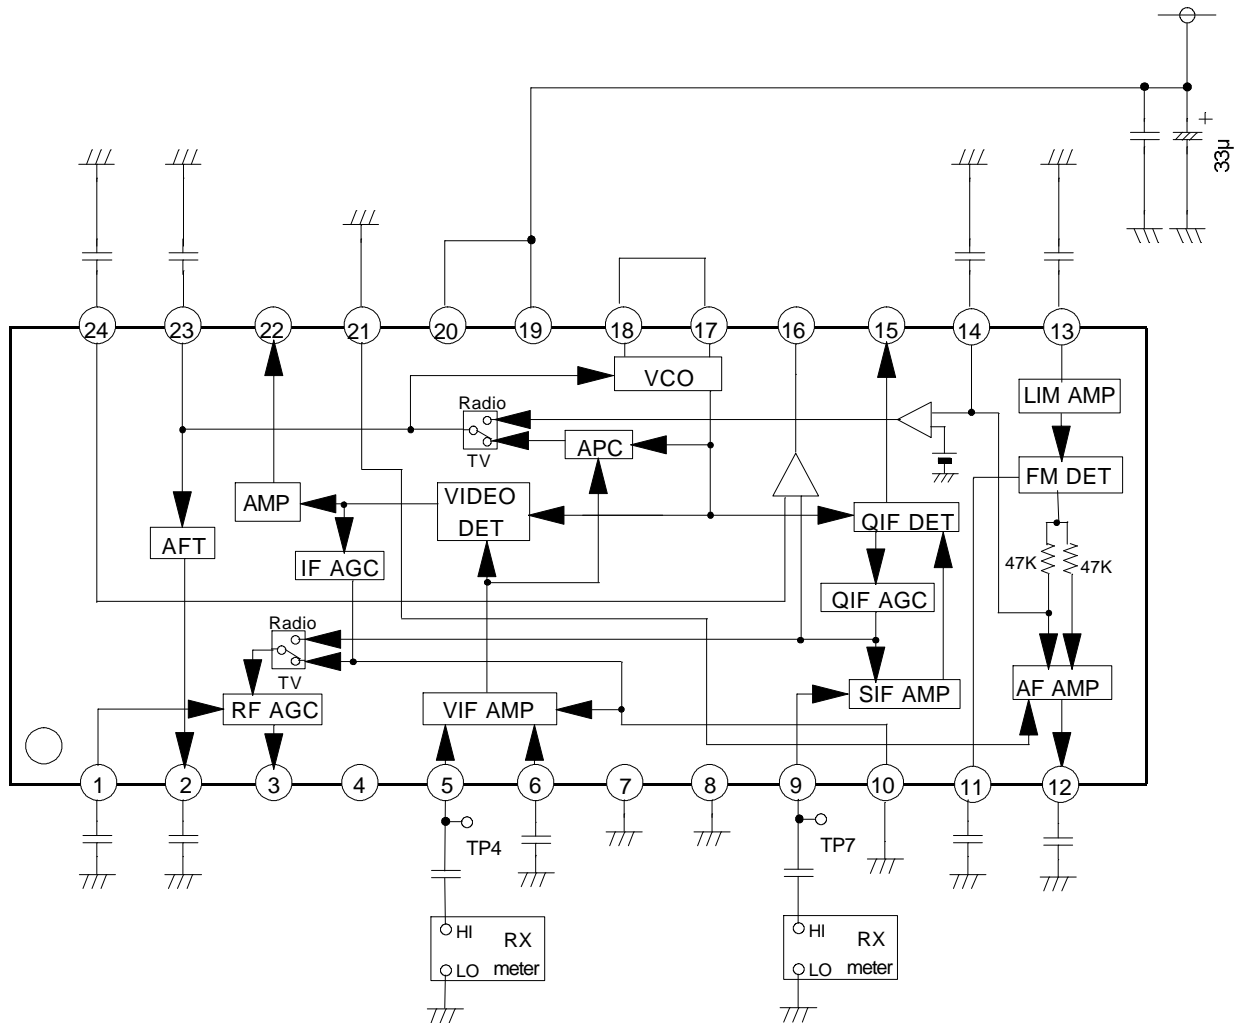 +
33µ
24 23 22 21 20 19 18 17 16 15 14 13
VCO
LIM AMP
Radio
TV
APC
FM DET
AMP
VIDEO
DET
QIF DET
AFT
IF AGC
47K 47K
QIF AGC
Radio
TV
RF AGC
VIF AMP
SIF AMP
AF AMP
1 2 3 4 5 6 7 8 9 10 11 12
TP4
TP7
HI
RX
LO
meter
HI
RX
LO
meter